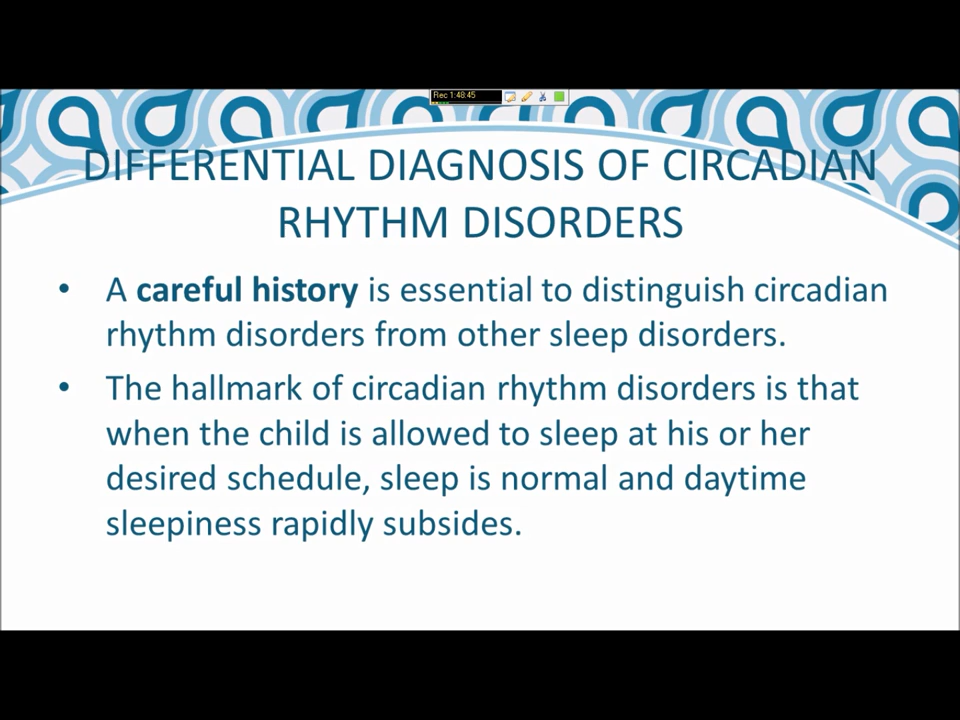 Rec 1:48:45
DIFFERENTIAL DIAGNOSIS OF CIRCADIAN
RHYTHM DISORDERS
• A careful history is essential to distinguish circadian
rhythm disorders from other sleep disorders.
• The hallmark of circadian rhythm disorders is that
when the child is allowed to sleep at his or her
desired schedule, sleep is normal and daytime
sleepiness rapidly subsides.